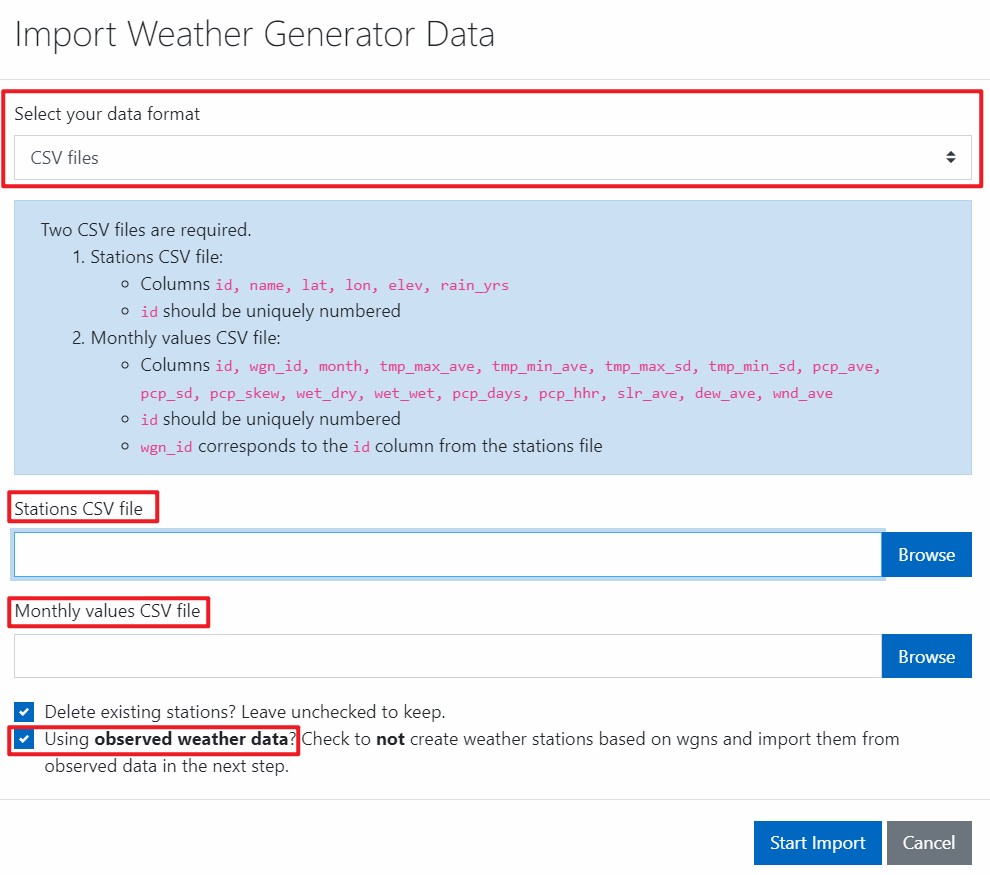 Import Weather Generator Data
Select your data format
CSV files
Two CSV files are required.
1. Stations CSV file:
Columns id, name, lat, lon, elev, rain_yrs
id should be uniquely numbered
2. Monthly values CSV file:
Columns id, wgn_id, month, tmp_max_ave, tmp_min_ave, tmp_max_sd, tmp_min_sd, pcp_ave,
pcp_sd, pcp_skew, wet_dry, wet_wet, pcp_days, pcp_hhr, slr_ave, dew_ave, wnd_ave
id should be uniquely numbered
wgn_id corresponds to the id column from the stations file
Stations CSV file
Browse
Monthly values CSV file
Browse
Delete existing stations? Leave unchecked to keep.
Using observed weather data? Check to not create weather stations based on wgns and import them from
observed data in the next step.
Start Import
Cancel